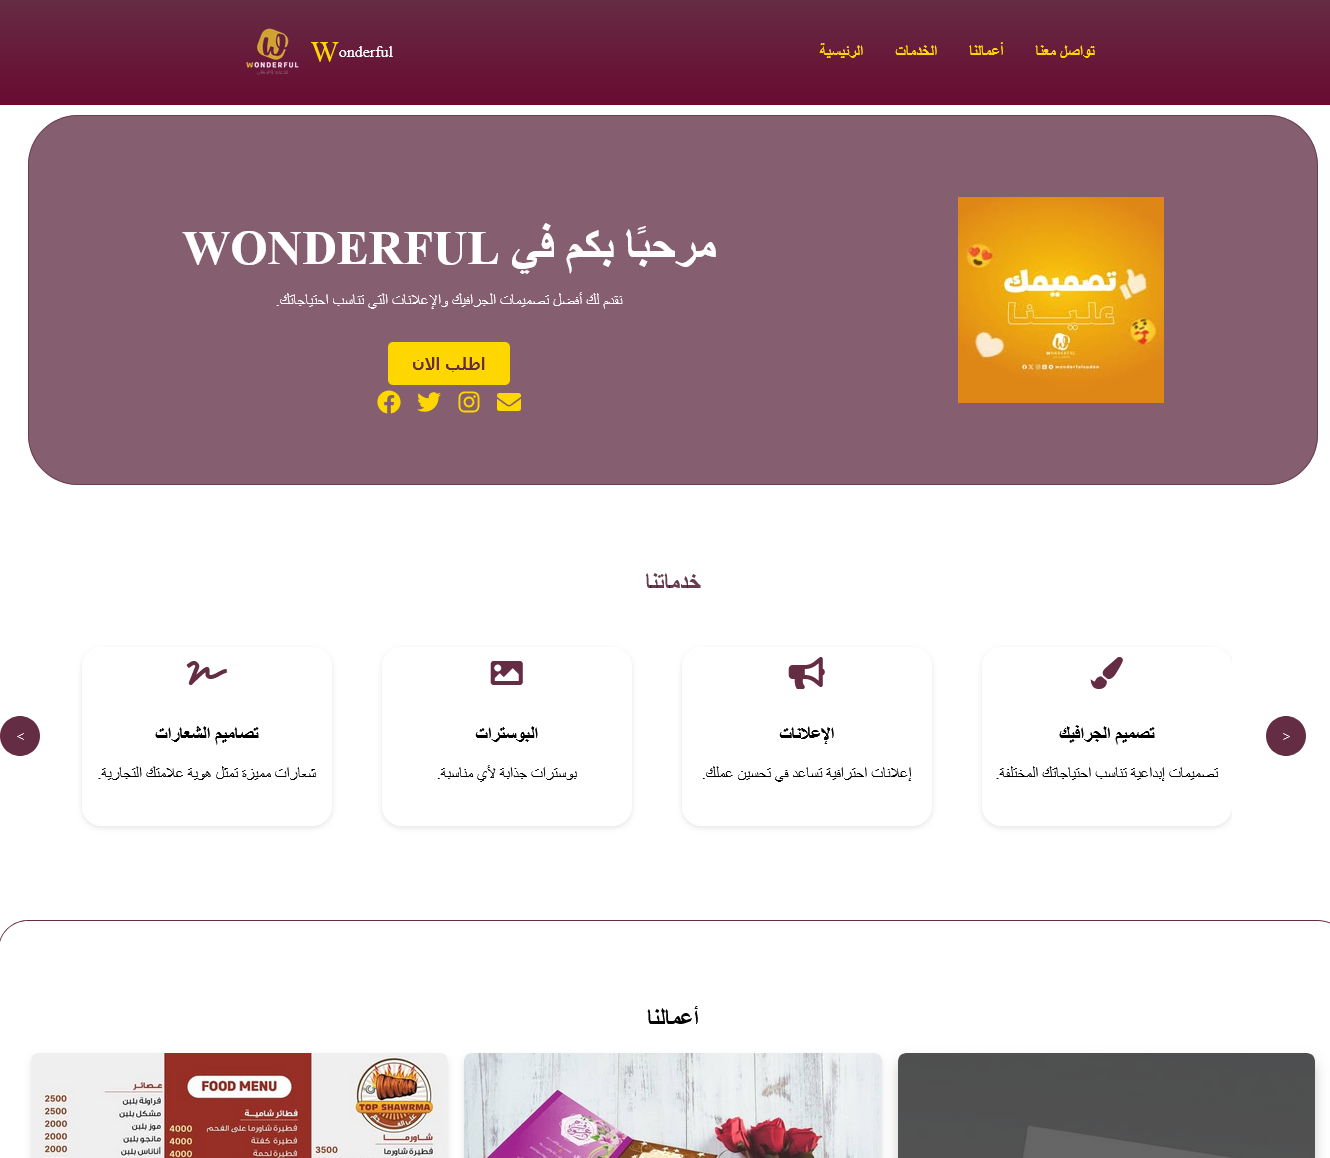 WONDERFUL
Wonderful
الرئيسية
الخدمات
أعمالنا
تواصل معنا
مرحبًا بكم في WONDERFUL
نقدم لك أفضل تصميمات الجرافيك والإعلانات التي تناسب احتياجاتك.
اطلب الان
تصميمك
علينا
WONDERFUL
wonderfulsudan
خدماتنا
>
تصميم الجرافيك
تصميمات إبداعية تناسب احتياجاتك المختلفة.
الإعلانات
إعلانات احترافية تساعد في تحسين عملك.
البوسترات
بوسترات جذابة لأي مناسبة.
تصاميم الشعارات
شعارات مميزة تمثل هوية علامتك التجارية.
<
أعمالنا
FOOD MENU
TOP SHAWRMA
عصائر
2500 فراولة بلبن
2500 مشكل بلبن
2000 موز بلبن
2000 مانجو بلبن
2000 أناناس بلبن
فطائر شامية
4000 فطيرة شاورما على الفحم
4000 فطيرة كفتة
4000 فطيرة لحمة
شاورما
3500 فطيرة شاورما